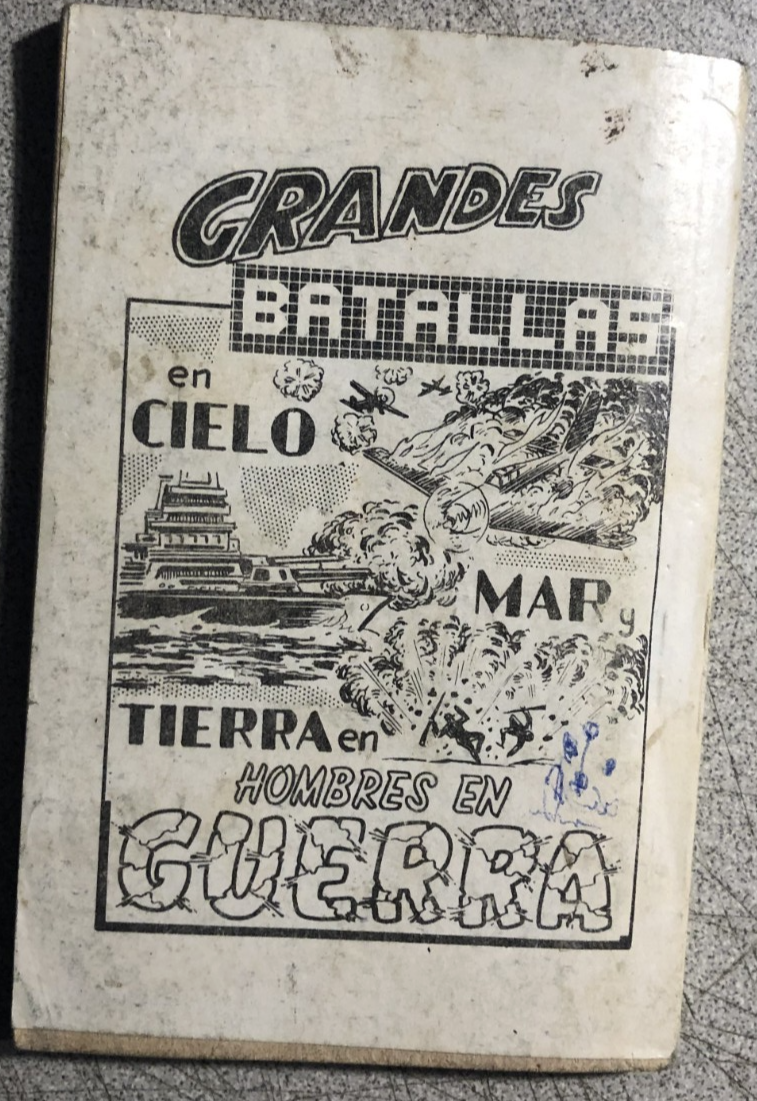 GRANDES
BATALLAS
en
CIELO
MAR y
TIERRA en
HOMBRES EN
GUERRA